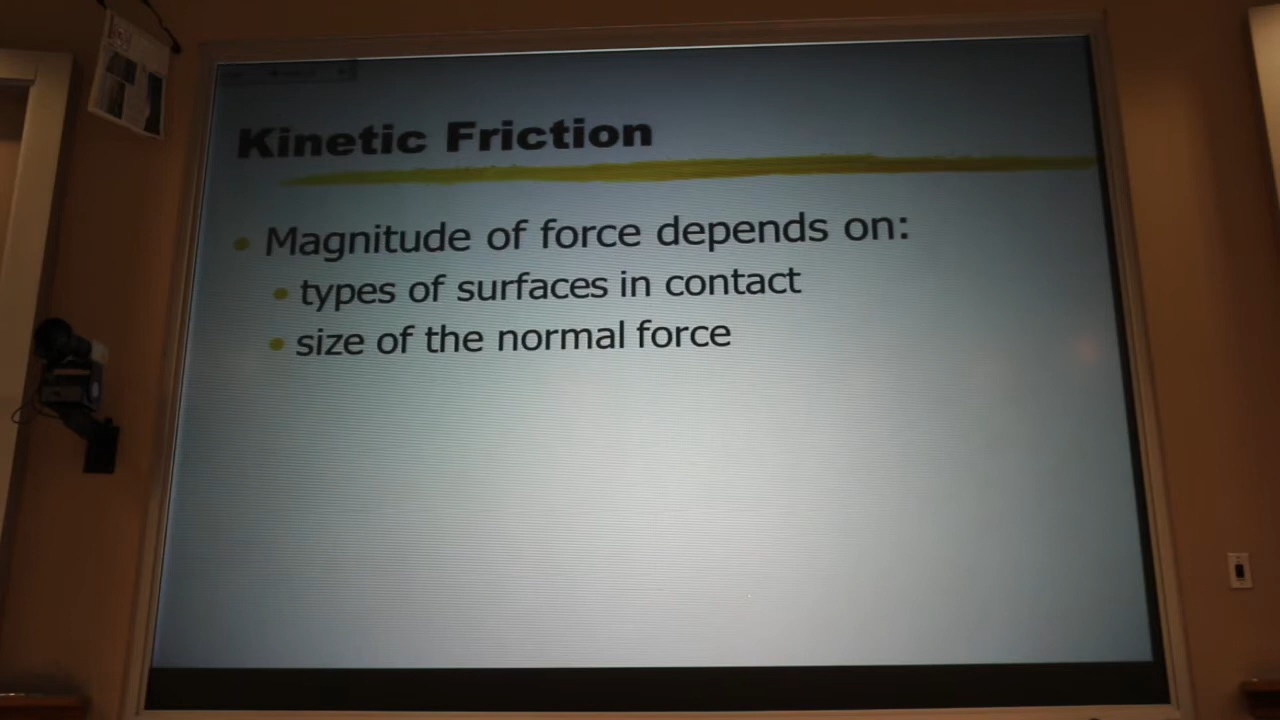 Kinetic Friction
Magnitude of force depends on:
types of surfaces in contact
size of the normal force